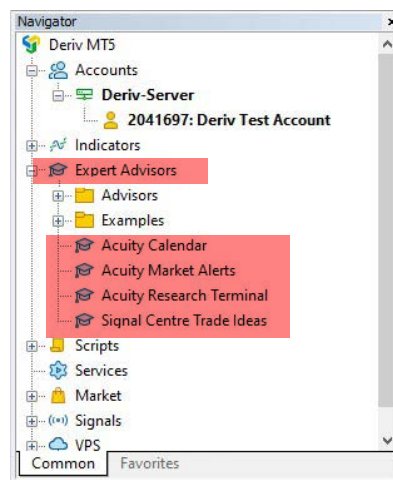 Navigator
Deriv MT5
Accounts
Deriv-Server
2041697: Deriv Test Account
Indicators
Expert Advisors
Advisors
Examples
Acuity Calendar
Acuity Market Alerts
Acuity Research Terminal
Signal Centre Trade Ideas
Scripts
Services
Market
Signals
VPS
Common Favorites